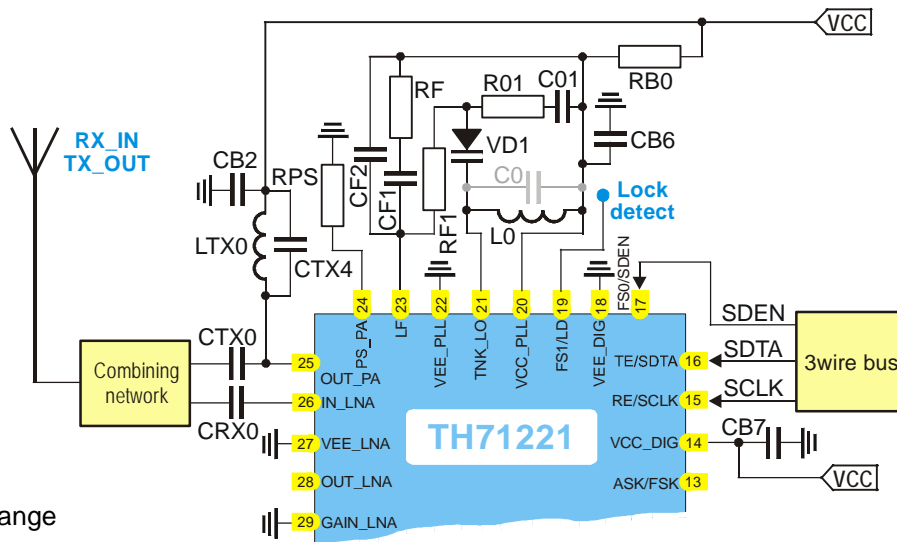 VCC
RB0
RF
R01
C01
RX_IN
TX_OUT
CB2
RPS
CF2
CF1
RF1
VD1
C0
CB6
L0
Lock
detect
LTX0
CTX4
24
23
22
21
20
19
18
17
FS0/SDEN
PS_PA
LF
VEE_PLL
TNK_LO
VCC_PLL
FS1/LD
VEE_DIG
SDEN
SDTA
SCLK
3wire bus
CTX0
Combining
network
CRX0
25
OUT_PA
26
IN_LNA
27
VEE_LNA
28
OUT_LNA
29
GAIN_LNA
TH71221
TE/SDTA
16
RE/SCLK
15
VCC_DIG
14
ASK/FSK
13
CB7
VCC
ange